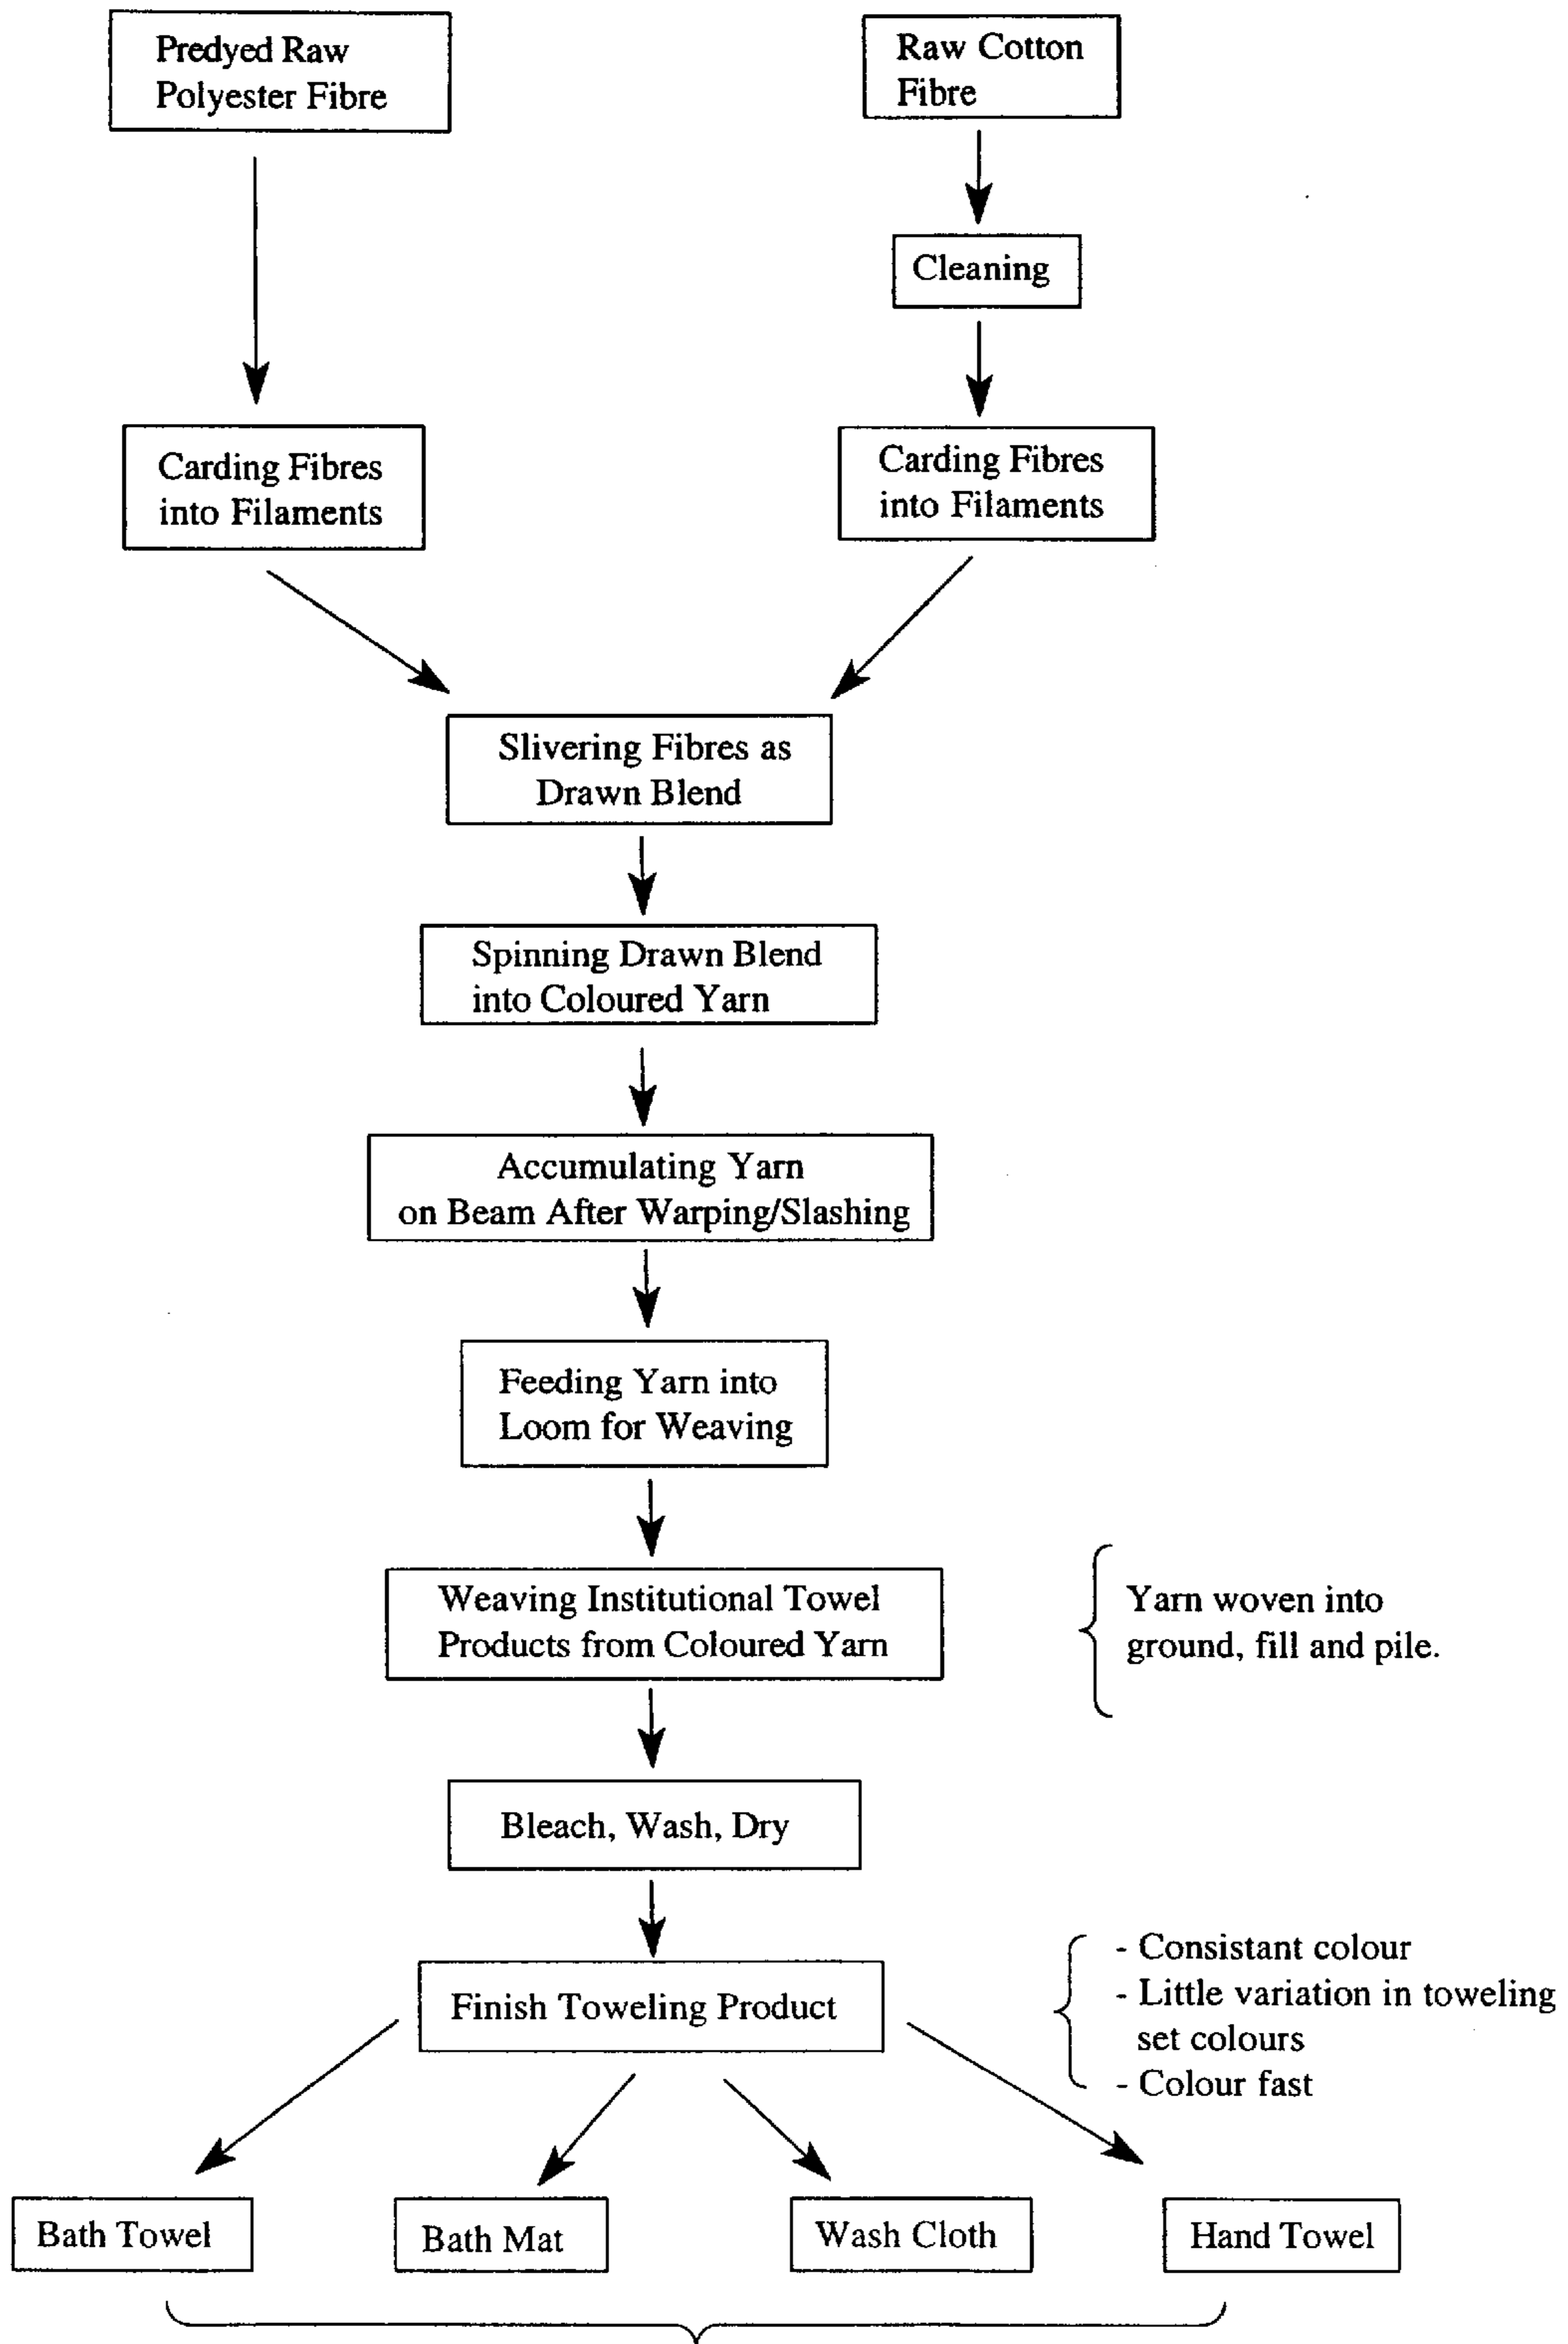 Predyed Raw
Polyester Fibre
Raw Cotton
Fibre
Cleaning
Carding Fibres
into Filaments
Carding Fibres
into Filaments
Slivering Fibres as
Drawn Blend
Spinning Drawn Blend
into Coloured Yarn
Accumulating Yarn
on Beam After Warping/Slashing
Feeding Yarn into
Loom for Weaving
Weaving Institutional Towel
Products from Coloured Yarn
Yarn woven into
ground, fill and pile.
Bleach, Wash, Dry
Finish Toweling Product
- Consistant colour
- Little variation in toweling
set colours
- Colour fast
Bath Towel
Bath Mat
Wash Cloth
Hand Towel